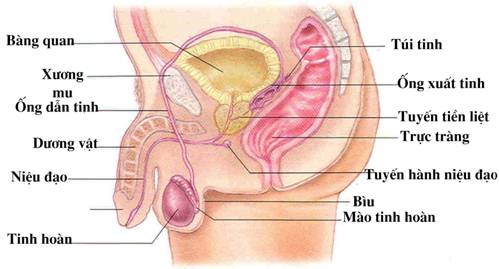 Bàng quan
Xương
mu
Ống dẫn tinh
Dương vật
Niệu đạo
Tinh hoàn
Túi tinh
Ống xuất tinh
Tuyến tiền liệt
Trực tràng
Tuyến hành niệu đạo
Bìu
Mào tinh hoàn